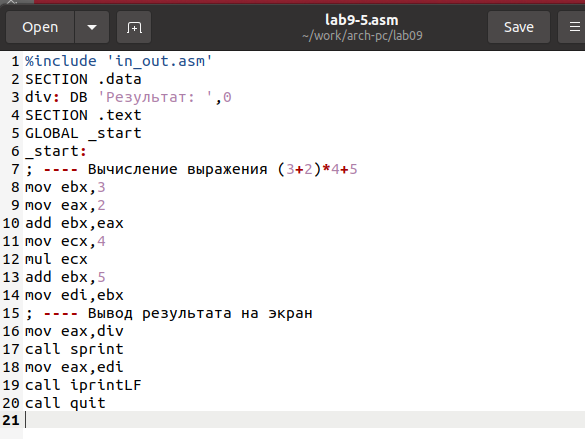 Open
lab9-5.asm
~/work/arch-pc/lab09
Save
1 %include 'in_out.asm'
2 SECTION .data
3 div: DB 'Результат: ',0
4 SECTION .text
5 GLOBAL _start
6 _start:
7 ; ---- Вычисление выражения (3+2)*4+5
8 mov ebx,3
9 mov eax,2
10 add ebx,eax
11 mov ecx,4
12 mul ecx
13 add ebx,5
14 mov edi,ebx
15 ; ---- Вывод результата на экран
16 mov eax,div
17 call sprint
18 mov eax,edi
19 call iprintLF
20 call quit
21